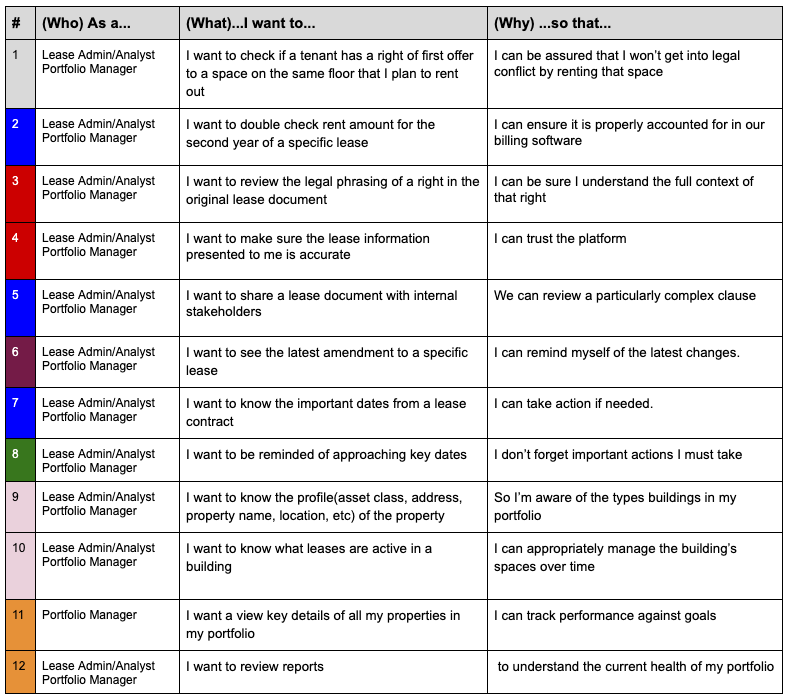 # (Who) As a... (What)...I want to... (Why) ...so that...
1 Lease Admin/Analyst
Portfolio Manager
I want to check if a tenant has a right of first offer
to a space on the same floor that I plan to rent
out
I can be assured that I won’t get into legal
conflict by renting that space
2 Lease Admin/Analyst
Portfolio Manager
I want to double check rent amount for the
second year of a specific lease
I can ensure it is properly accounted for in our
billing software
3 Lease Admin/Analyst
Portfolio Manager
I want to review the legal phrasing of a right in the
original lease document
I can be sure I understand the full context of
that right
4 Lease Admin/Analyst
Portfolio Manager
I want to make sure the lease information
presented to me is accurate
I can trust the platform
5 Lease Admin/Analyst
Portfolio Manager
I want to share a lease document with internal
stakeholders
We can review a particularly complex clause
6 Lease Admin/Analyst
Portfolio Manager
I want to see the latest amendment to a specific
lease
I can remind myself of the latest changes.
7 Lease Admin/Analyst
Portfolio Manager
I want to know the important dates from a lease
contract
I can take action if needed.
8 Lease Admin/Analyst
Portfolio Manager
I want to be reminded of approaching key dates
I don’t forget important actions I must take
9 Lease Admin/Analyst
Portfolio Manager
I want to know the profile(asset class, address,
property name, location, etc) of the property
So I’m aware of the types buildings in my
portfolio
10 Lease Admin/Analyst
Portfolio Manager
I want to know what leases are active in a
building
I can appropriately manage the building’s
spaces over time
11 Portfolio Manager
I want a view key details of all my properties in
my portfolio
I can track performance against goals
12 Lease Admin/Analyst
Portfolio Manager
I want to review reports
to understand the current health of my portfolio